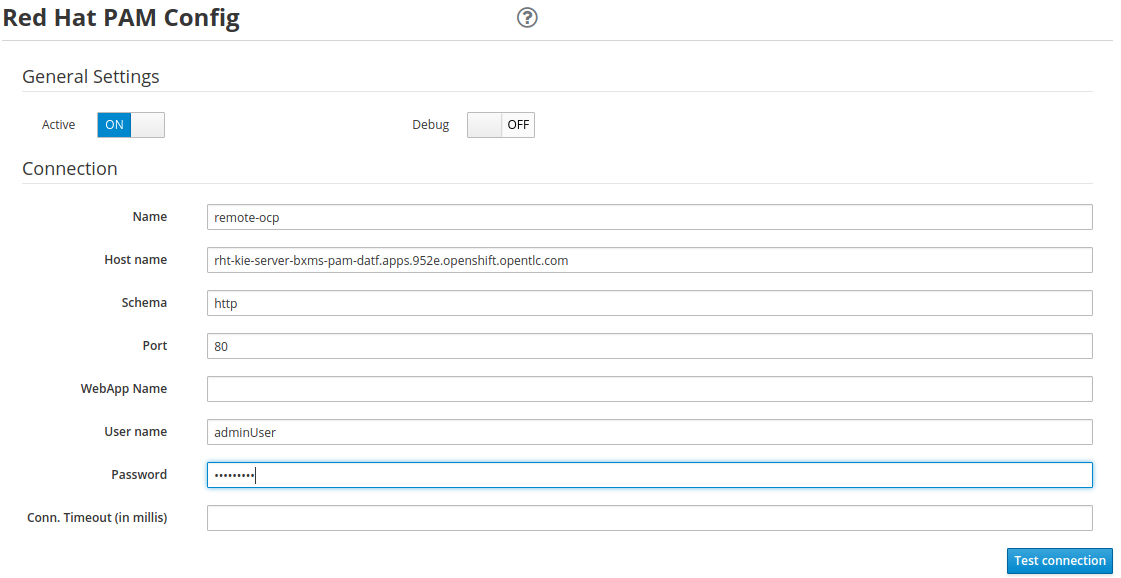 Red Hat PAM Config ?
General Settings
Active ON Debug OFF
Connection
Name remote-ocp
Host name rht-kie-server-bxms-pam-datf.apps.952e.openshift.opentlc.com
Schema http
Port 80
WebApp Name
User name adminUser
Password •••••••••
Conn. Timeout (in millis)
Test connection